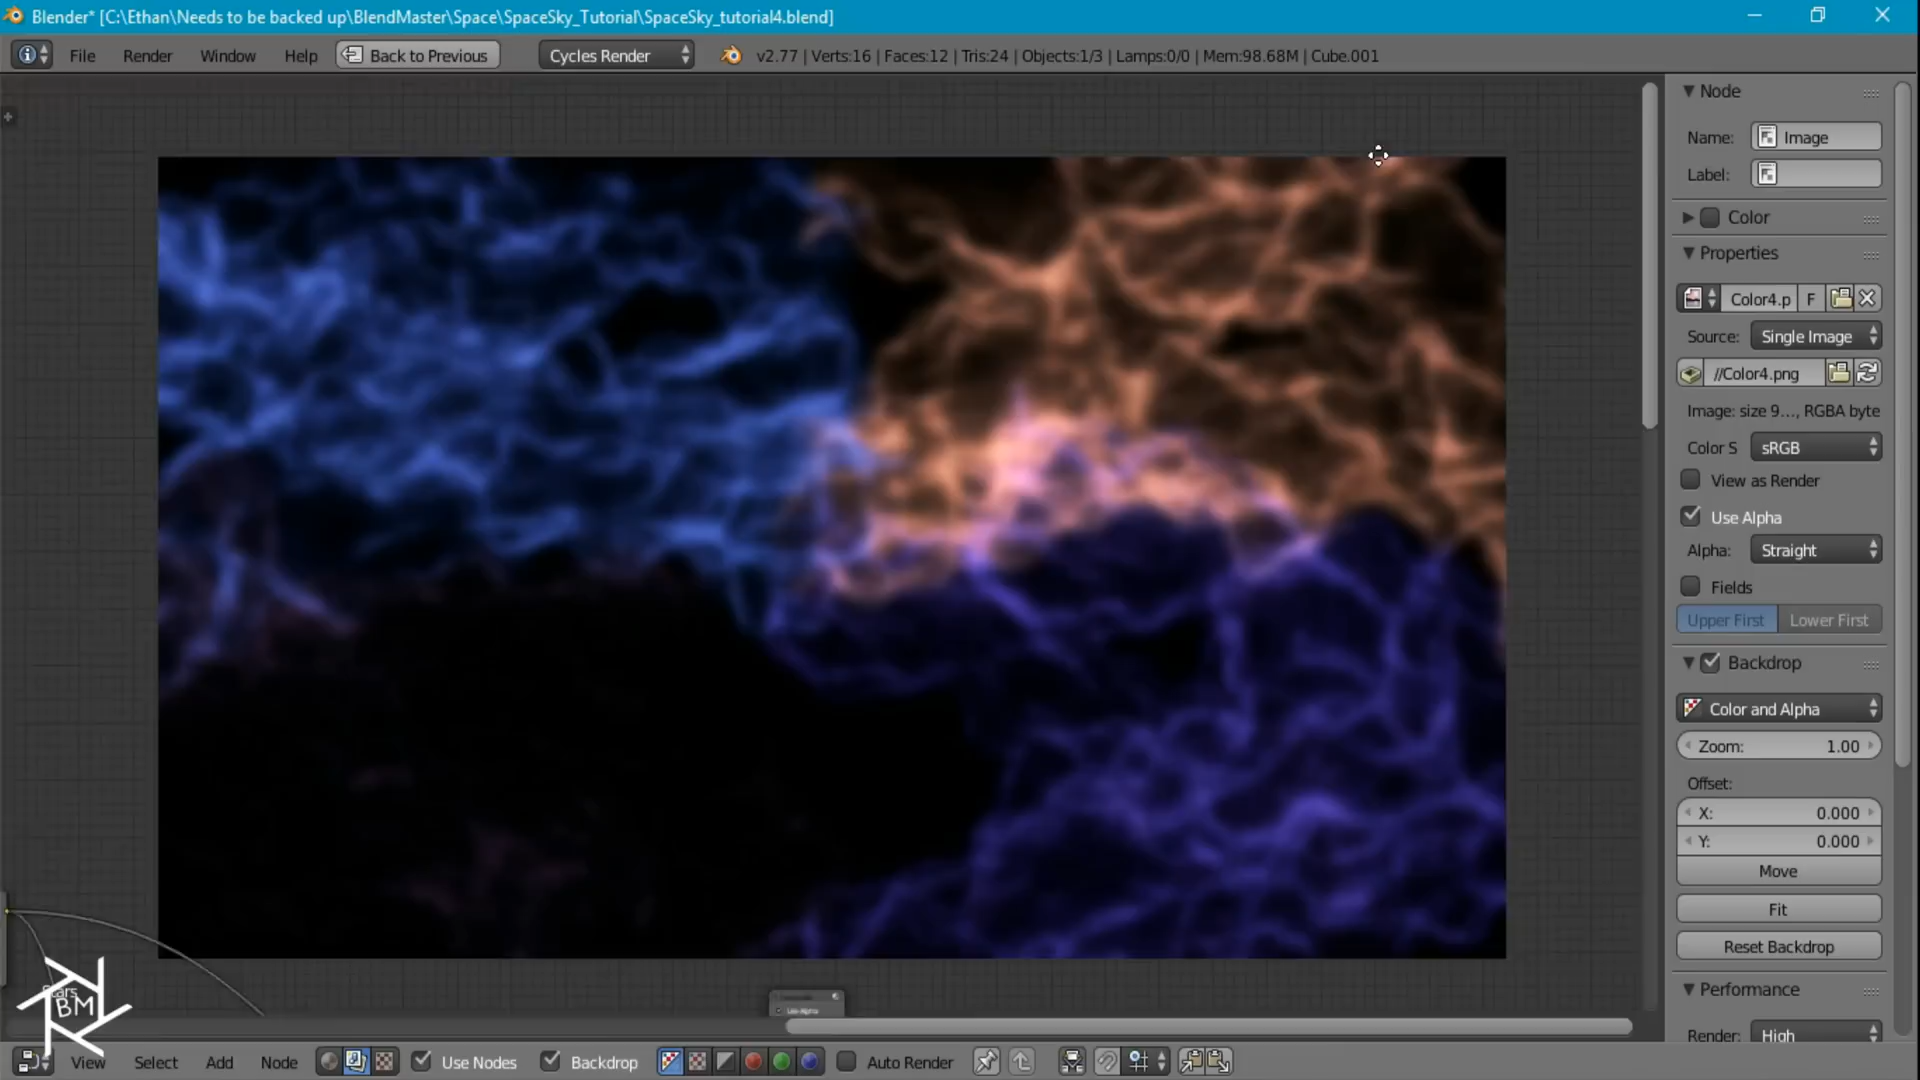 Blender* [C:\Ethan\Needs to be backed up\BlendMaster\Space\SpaceSky_Tutorial\SpaceSky_tutorial4.blend]
File Render Window Help Back to Previous Cycles Render v2.77 | Verts:16 | Faces:12 | Tris:24 | Objects:1/3 | Lamps:0/0 | Mem:98.68M | Cube.001
Node
Name: Image
Label:
Color
Properties
Color4.p F
Source: Single Image
//Color4.png
Image: size 9..., RGBA byte
Color S sRGB
View as Render
Use Alpha
Alpha: Straight
Fields
Upper First Lower First
Backdrop
Color and Alpha
Zoom: 1.00
Offset:
X: 0.000
Y: 0.000
Move
Fit
Reset Backdrop
Performance
Render: High
Stars
BM
View Select Add Node Use Nodes Backdrop Auto Render